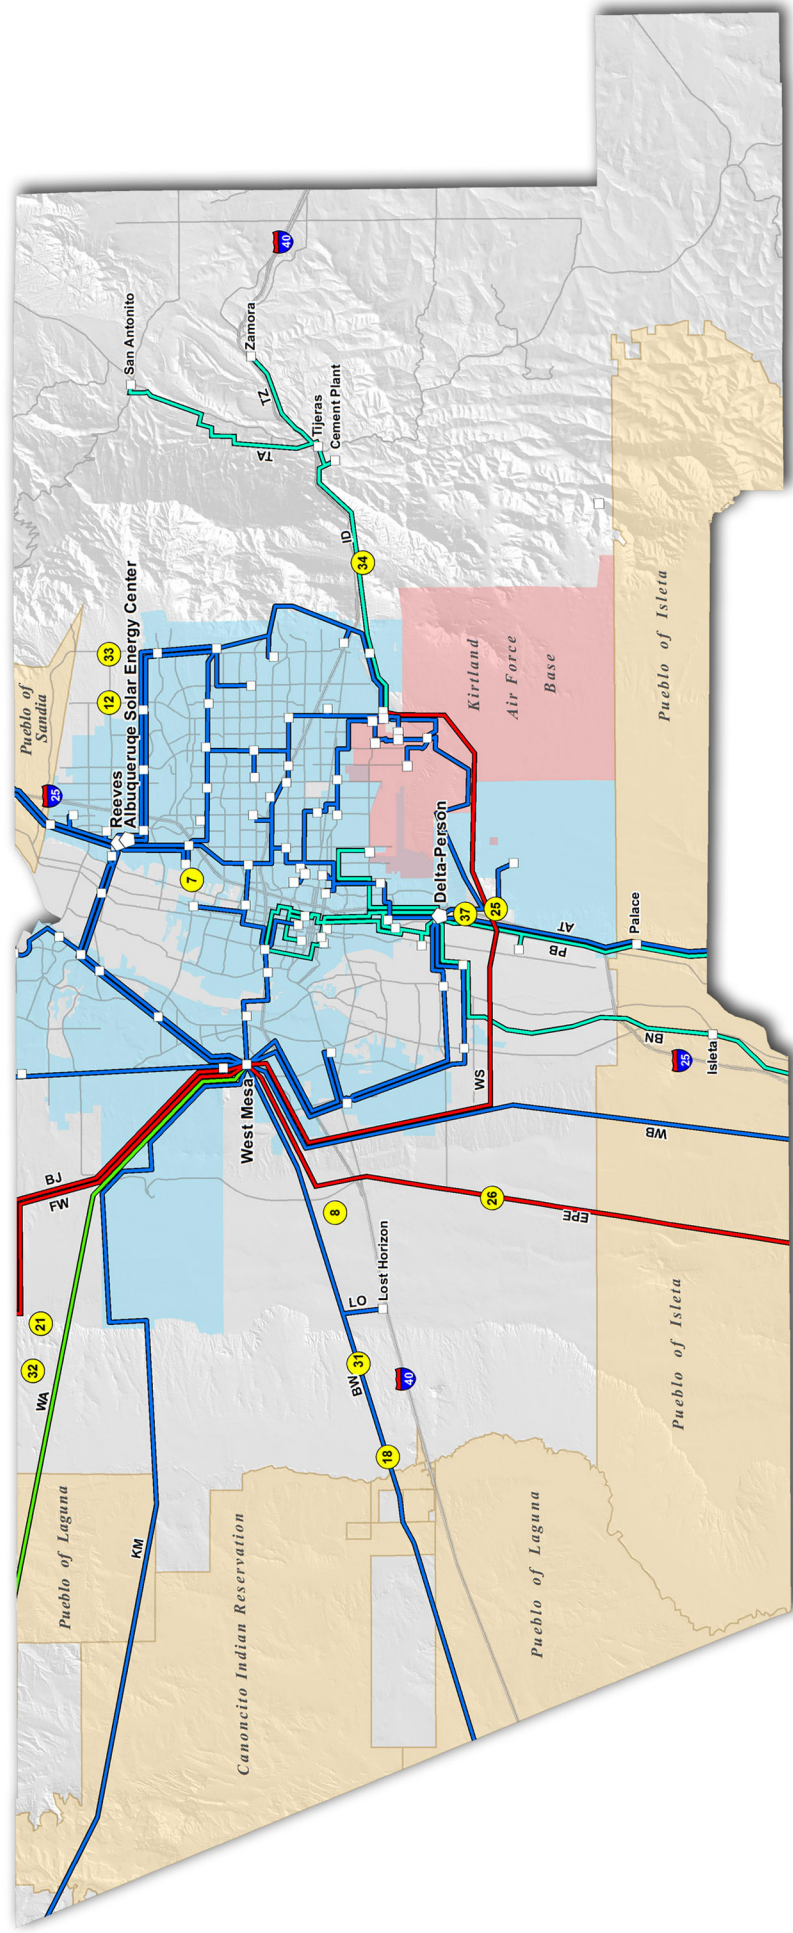 San Antonito
40
Zamora
TZ
Tijeras
Cement Plant
TA
ID
34
Pueblo of
Sandia
33
12
Reeves
Albuqueruqe Solar Energy Center
25
7
Kirtland
Air Force
Base
Pueblo of Isleta
Delta-Person
37
25
AT
PB
Palace
BN
Isleta
25
West Mesa
WS
WB
BJ
FW
8
26
EPE
LO
Lost Horizon
21
32
WA
BW
31
40
18
Pueblo of Isleta
Pueblo of Laguna
KM
Canoncito Indian Reservation
Pueblo of Laguna